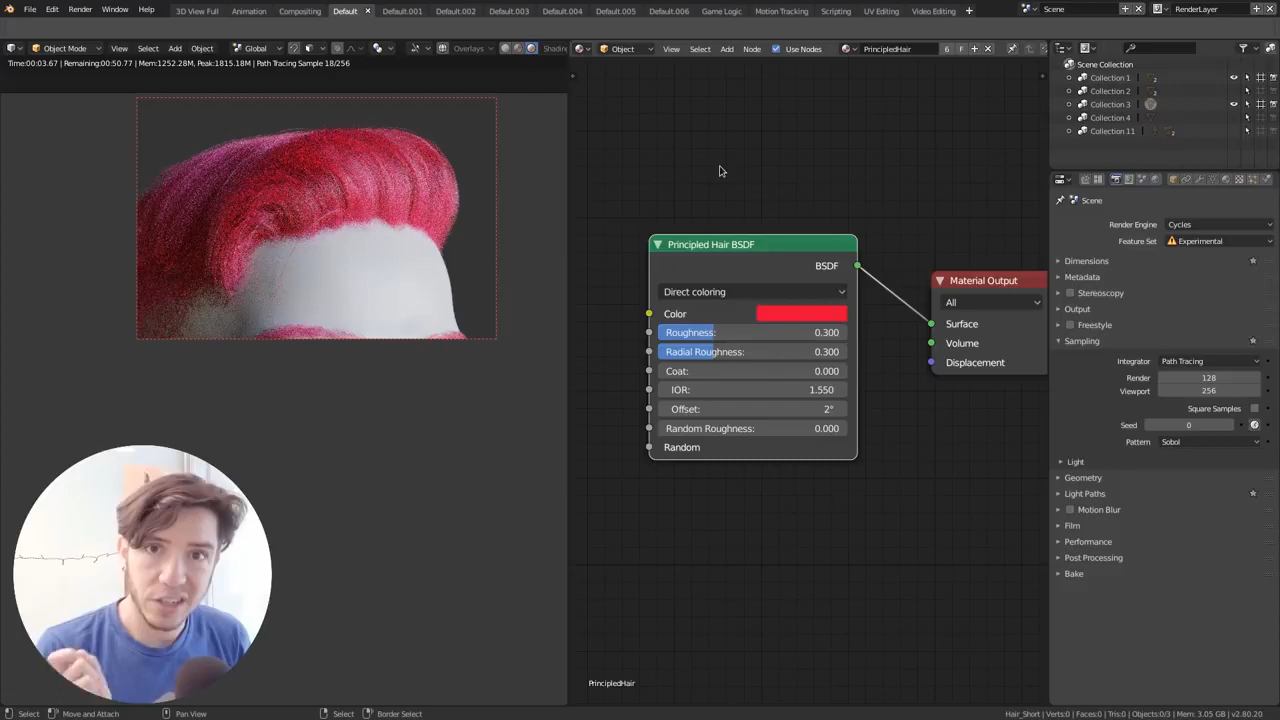 File Edit Render Window Help 3D View Full Animation Compositing Default Default.001 Default.002 Default.003 Default.004 Default.005 Default.006 Game Logic Motion Tracking Scripting UV Editing Video Editing + Scene RenderLayer
Object Mode View Select Add Object Global Overlays Shading
Object View Select Add Node Use Nodes PrincipledHair 6 F
Time:00:03.67 | Remaining:00:50.77 | Mem:1252.28M, Peak:1815.18M | Path Tracing Sample 18/256
Principled Hair BSDF
BSDF
Direct coloring
Color
Roughness: 0.300
Radial Roughness: 0.300
Coat: 0.000
IOR: 1.550
Offset: 2°
Random Roughness: 0.000
Random
Material Output
All
Surface
Volume
Displacement
PrincipledHair
Scene Collection
Collection 1
Collection 2
Collection 3
Collection 4
Collection 11
Scene
Render Engine Cycles
Feature Set Experimental
Dimensions
Metadata
Stereoscopy
Output
Freestyle
Sampling
Integrator Path Tracing
Render 128
Viewport 256
Square Samples
Seed 0
Pattern Sobol
Light
Geometry
Light Paths
Motion Blur
Film
Performance
Post Processing
Bake
Select Move and Attach Pan View Select Border Select Hair_Short | Verts:0 | Faces:0 | Tris:0 | Objects:0/3 | Mem: 3.05 GB | v2.80.20